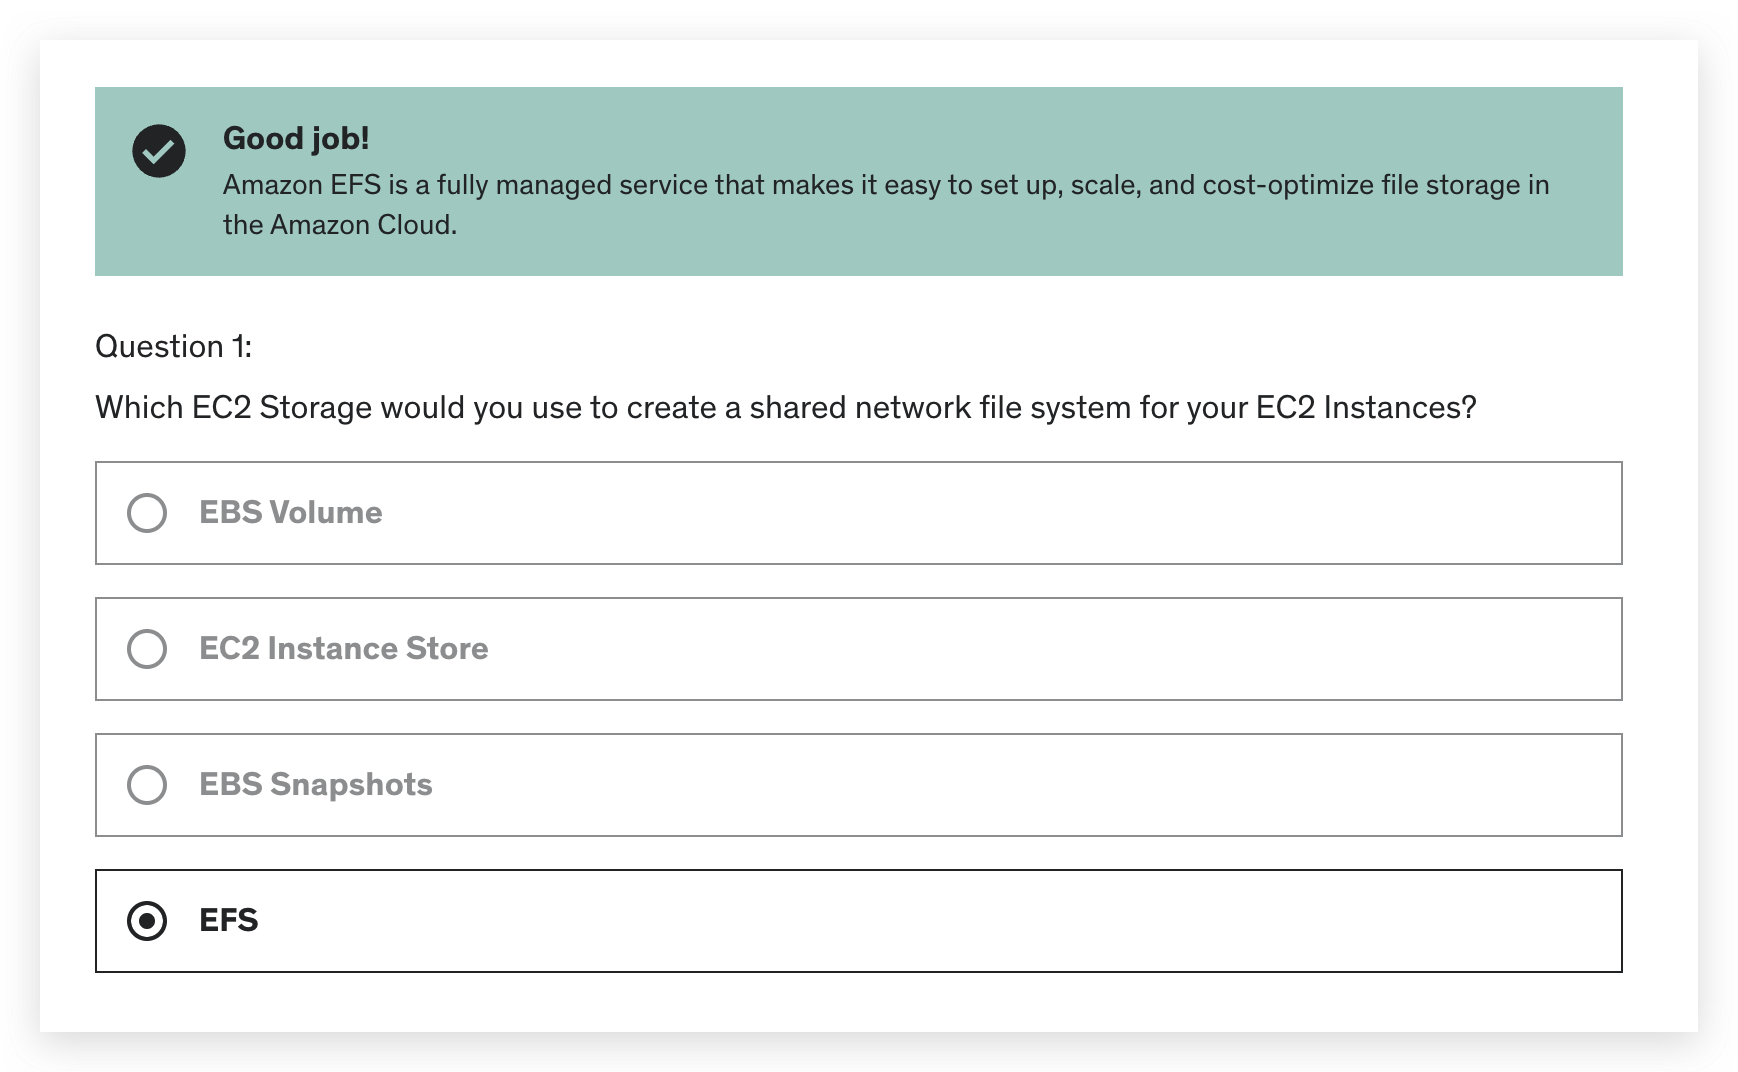 Good job!
Amazon EFS is a fully managed service that makes it easy to set up, scale, and cost-optimize file storage in
the Amazon Cloud.
Question 1:
Which EC2 Storage would you use to create a shared network file system for your EC2 Instances?
EBS Volume
EC2 Instance Store
EBS Snapshots
EFS